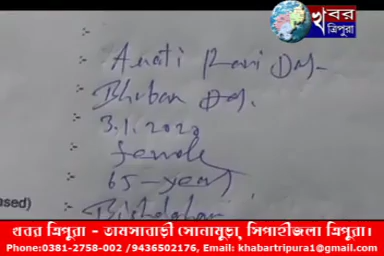 খবর
ত্রিপুরা
:-
:- Arati Rani Das
:- Bhuban Das.
:- 3.1.2023
:- female
:- 65-years
ased)
খবর ত্রিপুরা - তামসাবাড়ী সোনামুড়া, সিপাহীজলা ত্রিপুরা।
Phone:0381-2758-002 /9436502176, Email: khabartripura1@gmail.com